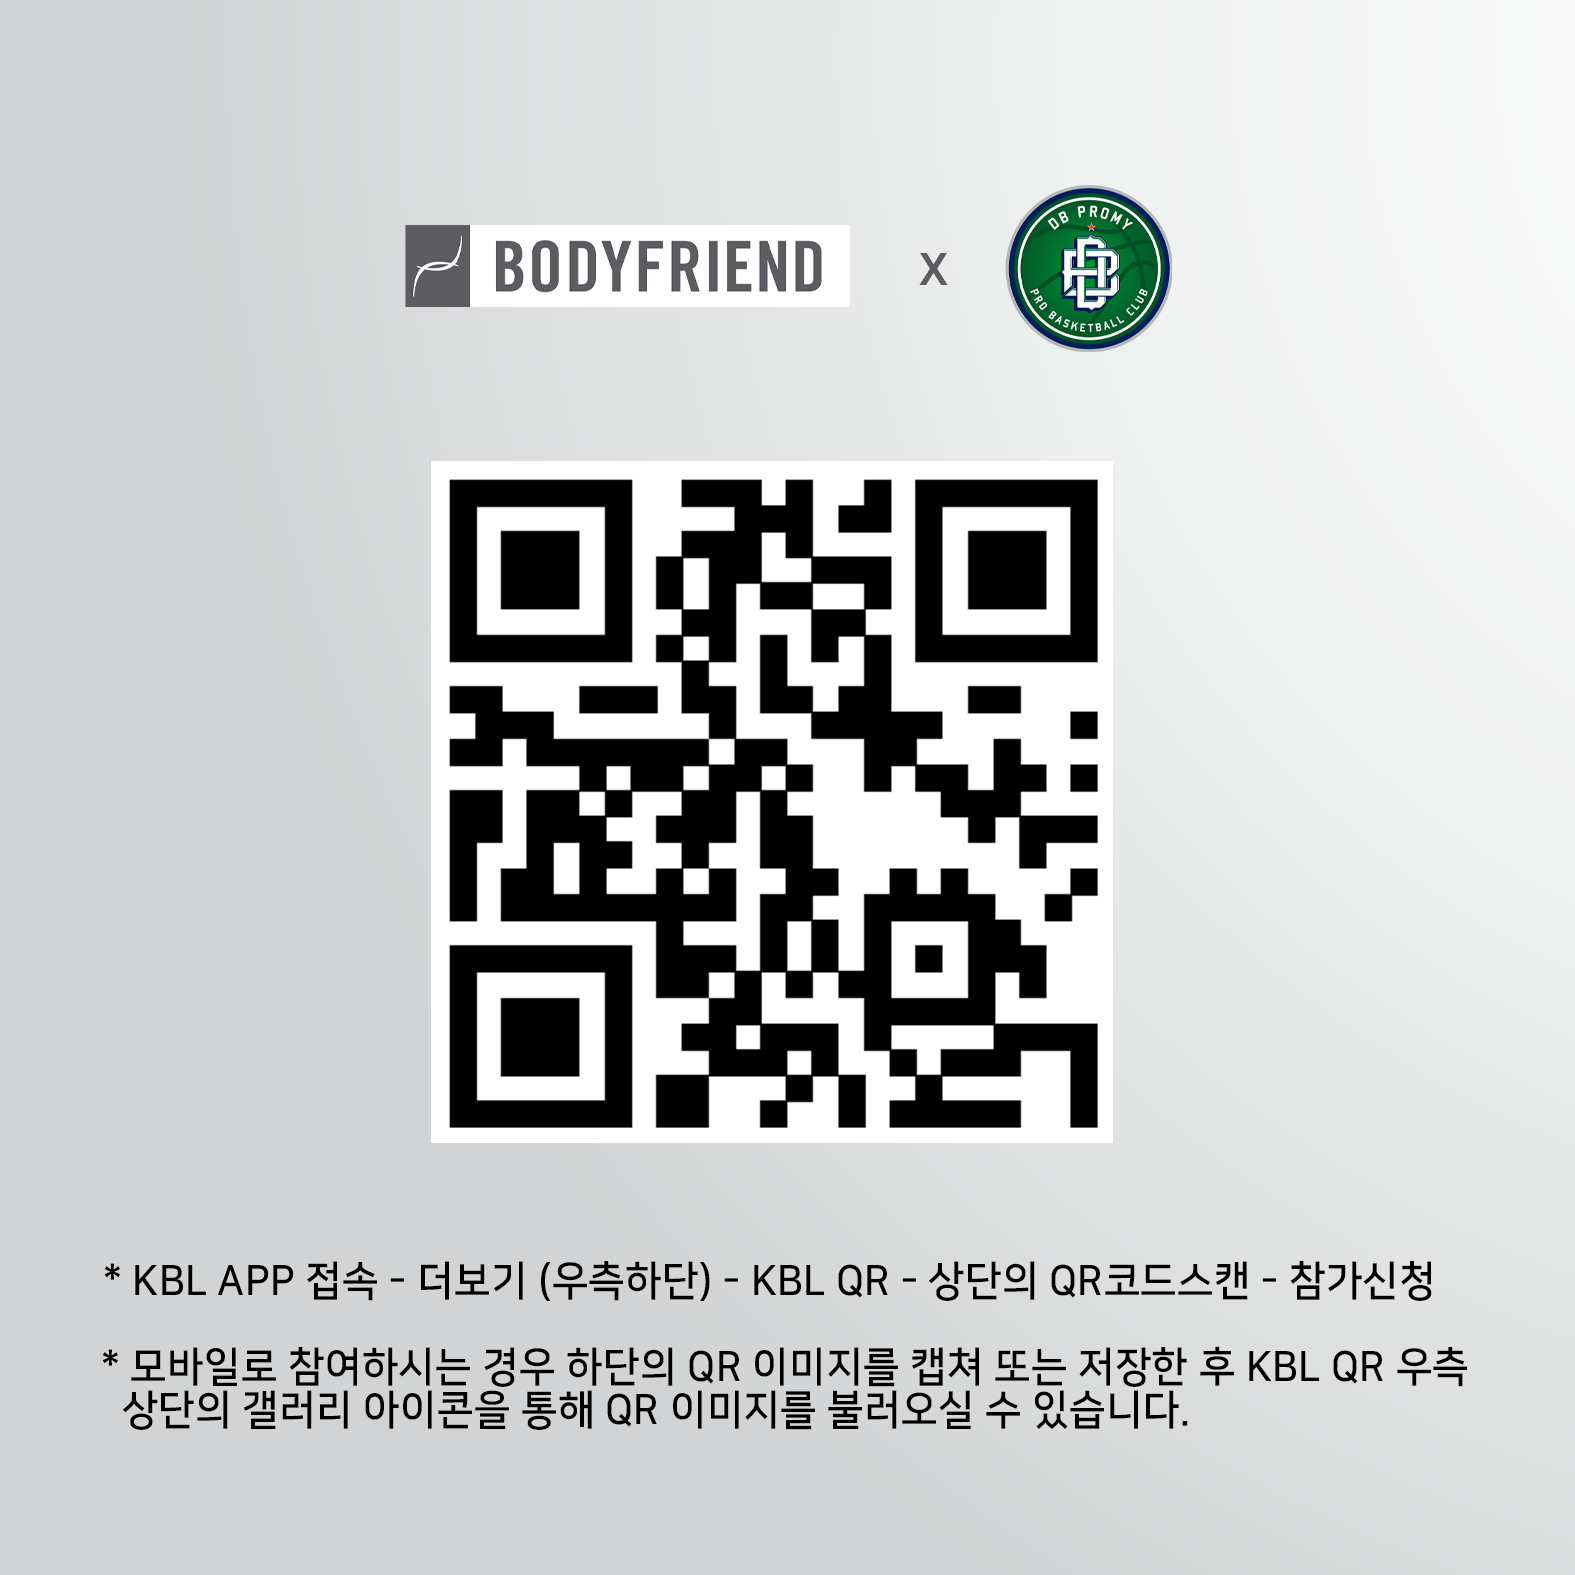 BODYFRIEND X DB PROMY
PRO BASKETBALL CLUB
* KBL APP 접속 - 더보기 (우측하단) - KBL QR - 상단의 QR코드스캔 - 참가신청
* 모바일로 참여하시는 경우 하단의 QR 이미지를 캡쳐 또는 저장한 후 KBL QR 우측
상단의 갤러리 아이콘을 통해 QR 이미지를 불러오실 수 있습니다.